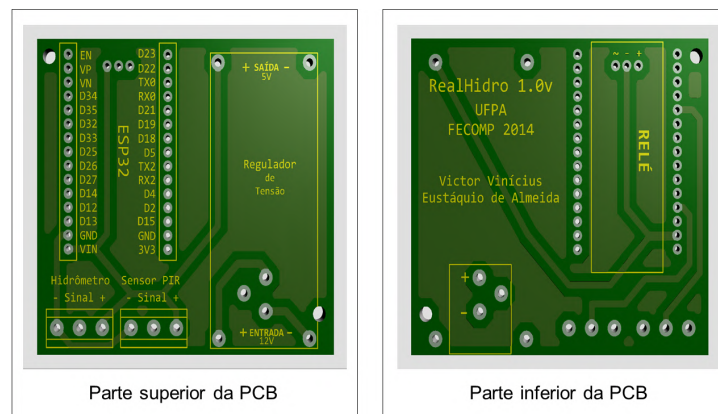 EN
VP
VN
D34
D35
D32
D33
D25
D26
D27
D14
D12
D13
GND
VIN
ESP32
D23
D22
TX0
RX0
D21
D19
D18
D5
TX2
RX2
D4
D2
D15
GND
3V3
+ SAÍDA -
5V
Regulador
de
Tensão
Hidrômetro
- Sinal +
Sensor PIR
- Sinal +
+ ENTRADA -
12V
Parte superior da PCB
RealHidro 1.0v
UFPA
FECOMP 2014
Victor Vinícius
Eustáquio de Almeida
~ - +
RELÉ
+
-
Parte inferior da PCB